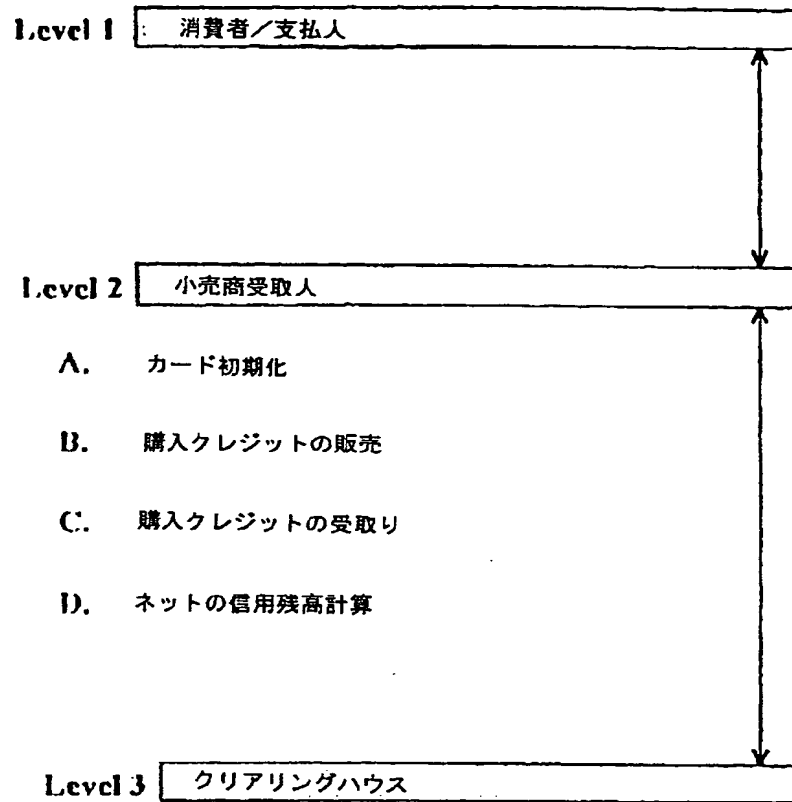 Level 1 消費者／支払人
Level 2 小売商受取人
A. カード初期化
B. 購入クレジットの販売
C. 購入クレジットの受取り
D. ネットの信用残高計算
Level 3 クリアリングハウス